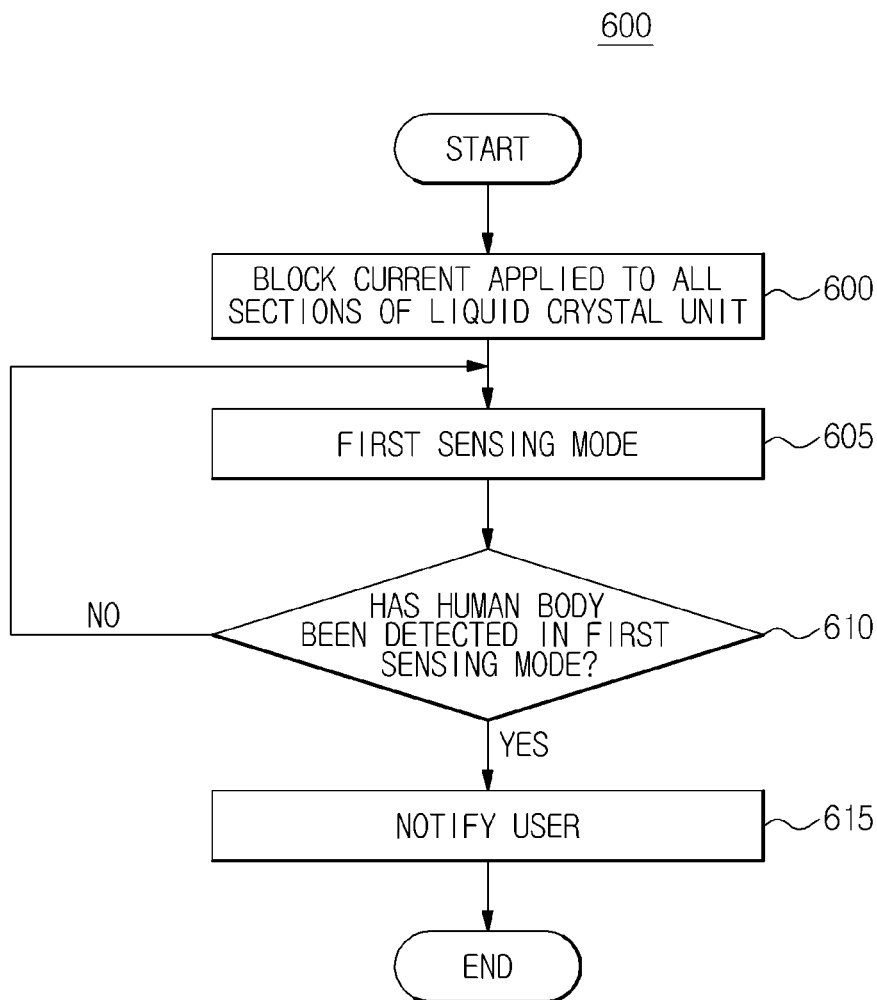 600
START
BLOCK CURRENT APPLIED TO ALL
SECTIONS OF LIQUID CRYSTAL UNIT
600
FIRST SENSING MODE
605
HAS HUMAN BODY
BEEN DETECTED IN FIRST
SENSING MODE?
610
NO
YES
NOTIFY USER
615
END